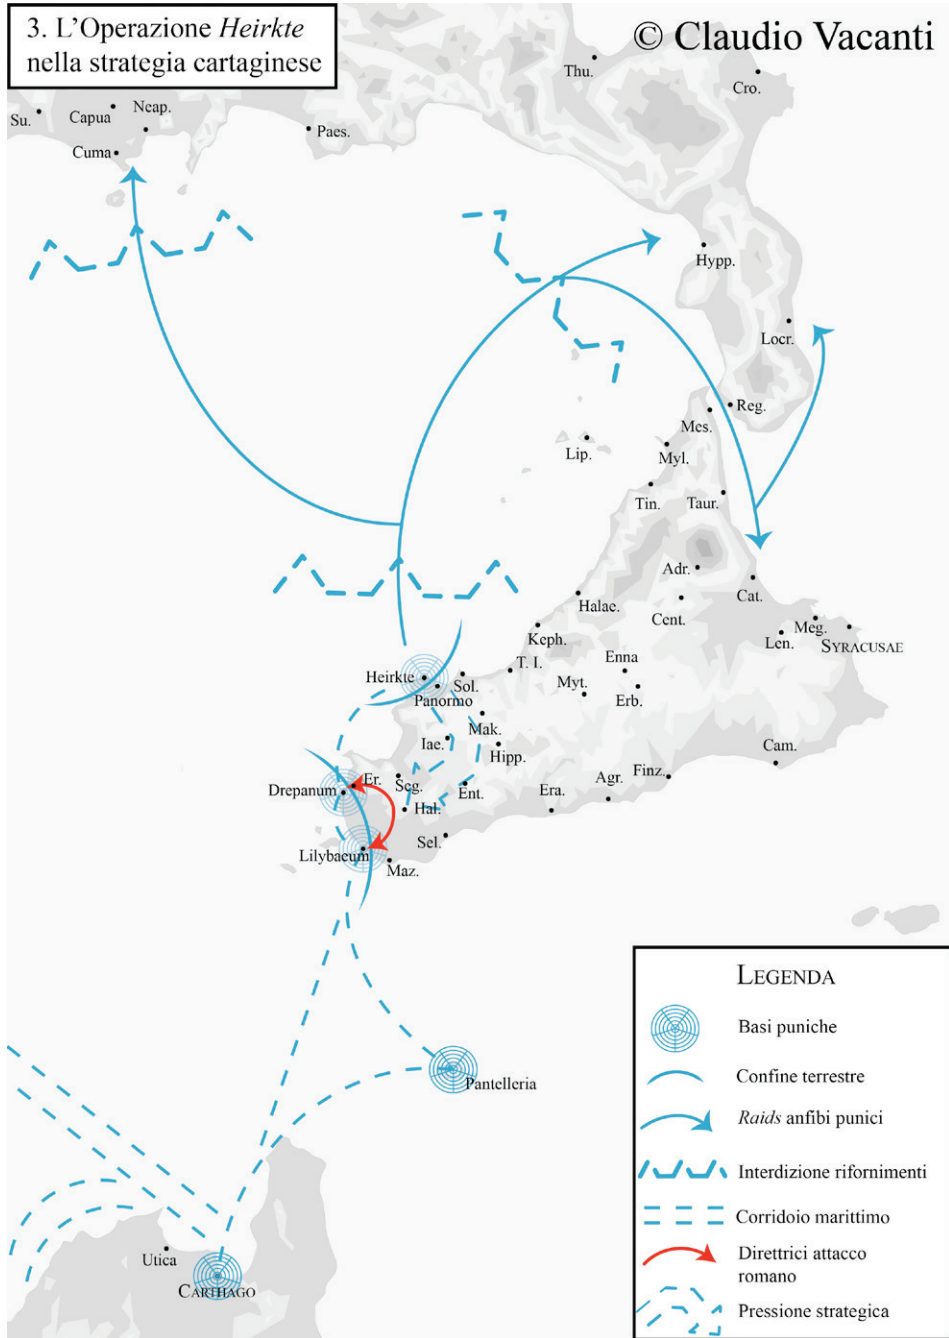 3. L'Operazione Heirkte
nella strategia cartaginese
© Claudio Vacanti
Thu.
Cro.
Su.
Capua
Neap.
Paes.
Cuma
Hypp.
Locr.
Reg.
Mes.
Lip.
Myl.
Tin.
Taur.
Adr.
Cat.
Halae.
Cent.
Meg.
Keph.
Len.
SYRACUSAE
T. I.
Enna
Heirkte
Sol.
Panormo
Myt.
Erb.
Mak.
Iae.
Hipp.
Cam.
Finz.
Er.
Seg.
Agr.
Drepanum
Ent.
Era.
Hal.
Sel.
Lilybaeum
Maz.
Pantelleria
Utica
CARTHAGO
LEGENDA
Basi puniche
Confine terrestre
Raids anfibi punici
Interdizione rifornimenti
Corridoio marittimo
Direttrici attacco
romano
Pressione strategica